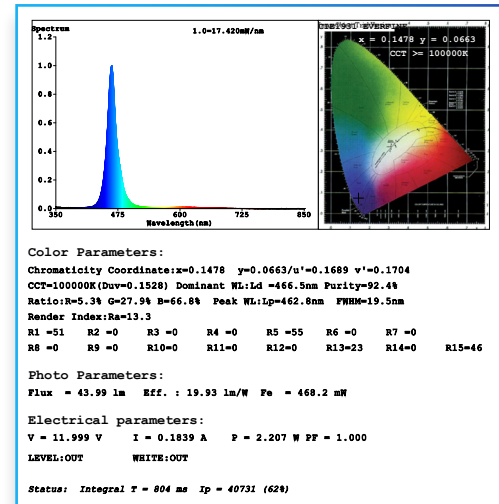 Spectrum
1.0=17.420mW/nm
EVERFINE
x = 0.1478 y = 0.0663
CCT >= 100000K
1.2
1.0
0.8
0.6
0.4
0.2
0.0
350 475 600 725 850
Wavelength(nm)
Color Parameters:
Chromaticity Coordinate:x=0.1478 y=0.0663/u'=0.1689 v'=0.1704
CCT=100000K(Duv=0.1528) Dominant WL:Ld =466.5nm Purity=92.4%
Ratio:R=5.3% G=27.9% B=66.8% Peak WL:Lp=462.8nm FWHM=19.5nm
Render Index:Ra=13.3
R1 =51 R2 =0 R3 =0 R4 =0 R5 =55 R6 =0 R7 =0
R8 =0 R9 =0 R10=0 R11=0 R12=0 R13=23 R14=0 R15=46
Photo Parameters:
Flux = 43.99 lm Eff. : 19.93 lm/W Fe = 468.2 mW
Electrical parameters:
V = 11.999 V I = 0.1839 A P = 2.207 W PF = 1.000
LEVEL:OUT WHITE:OUT
Status: Integral T = 804 ms Ip = 40731 (62%)